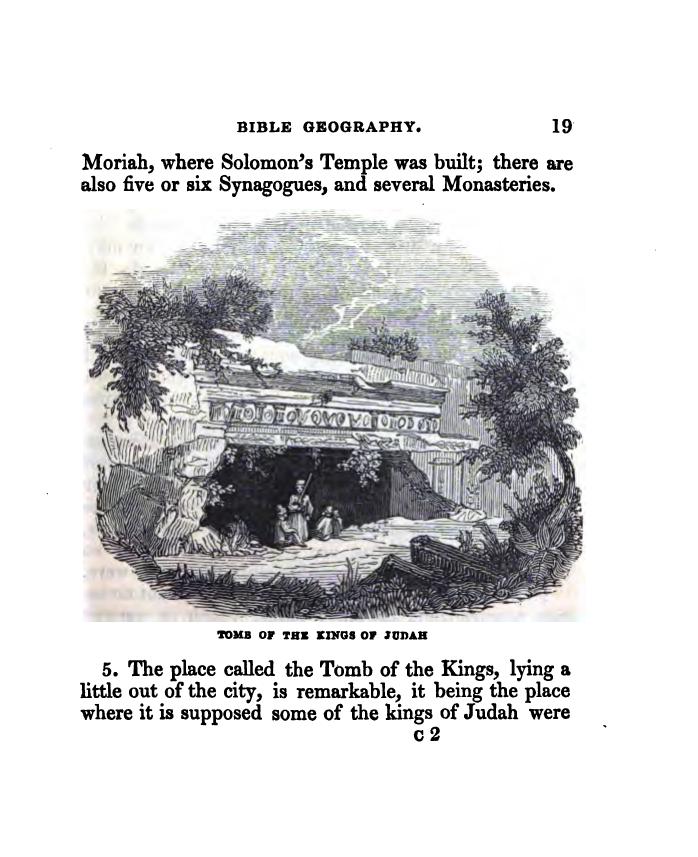 BIBLE GEOGRAPHY. 19
Moriah, where Solomon's Temple was built; there are
also five or six Synagogues, and several Monasteries.
TOMB OF THE KINGS OF JUDAH
5. The place called the Tomb of the Kings, lying a
little out of the city, is remarkable, it being the place
where it is supposed some of the kings of Judah were
C 2